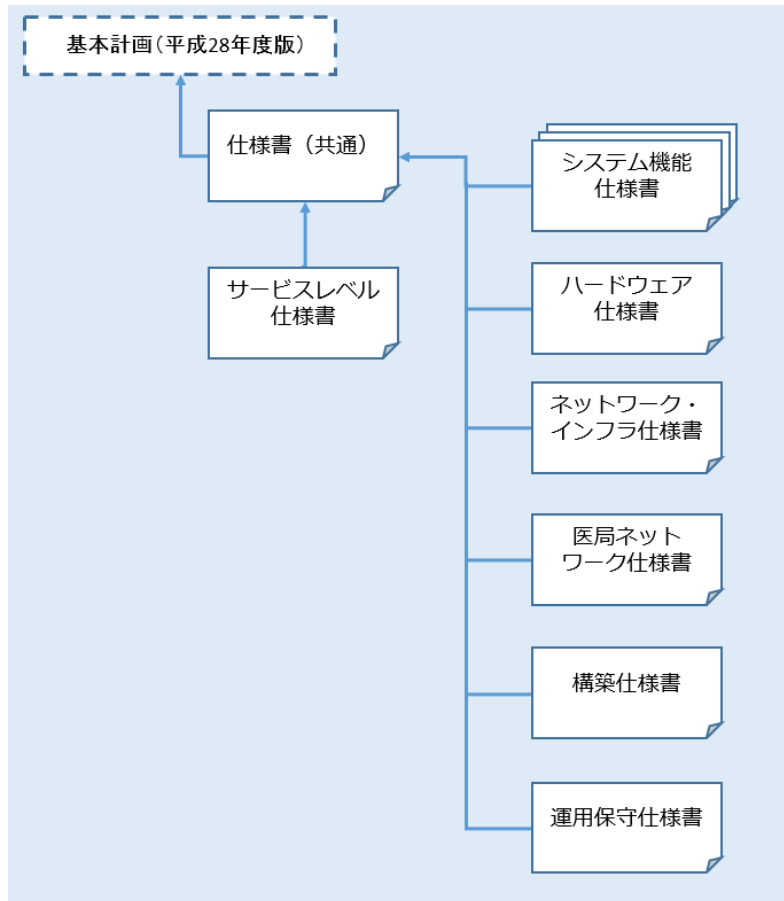 基本計画（平成28年度版）
仕様書（共通）
サービスレベル
仕様書
システム機能
仕様書
ハードウェア
仕様書
ネットワーク・
インフラ仕様書
医局ネット
ワーク仕様書
構築仕様書
運用保守仕様書